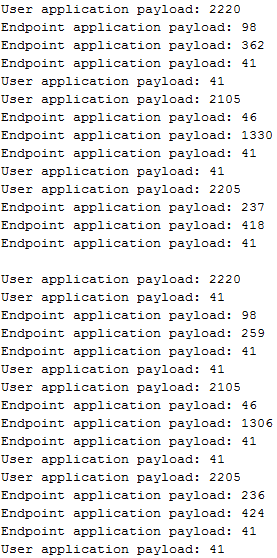 User application payload: 2220
Endpoint application payload: 98
Endpoint application payload: 362
Endpoint application payload: 41
User application payload: 41
User application payload: 2105
Endpoint application payload: 46
Endpoint application payload: 1330
Endpoint application payload: 41
User application payload: 41
User application payload: 2205
Endpoint application payload: 237
Endpoint application payload: 418
Endpoint application payload: 41

User application payload: 2220
User application payload: 41
Endpoint application payload: 98
Endpoint application payload: 259
Endpoint application payload: 41
User application payload: 41
User application payload: 2105
Endpoint application payload: 46
Endpoint application payload: 1306
Endpoint application payload: 41
User application payload: 41
User application payload: 2205
Endpoint application payload: 236
Endpoint application payload: 424
Endpoint application payload: 41
User application payload: 41